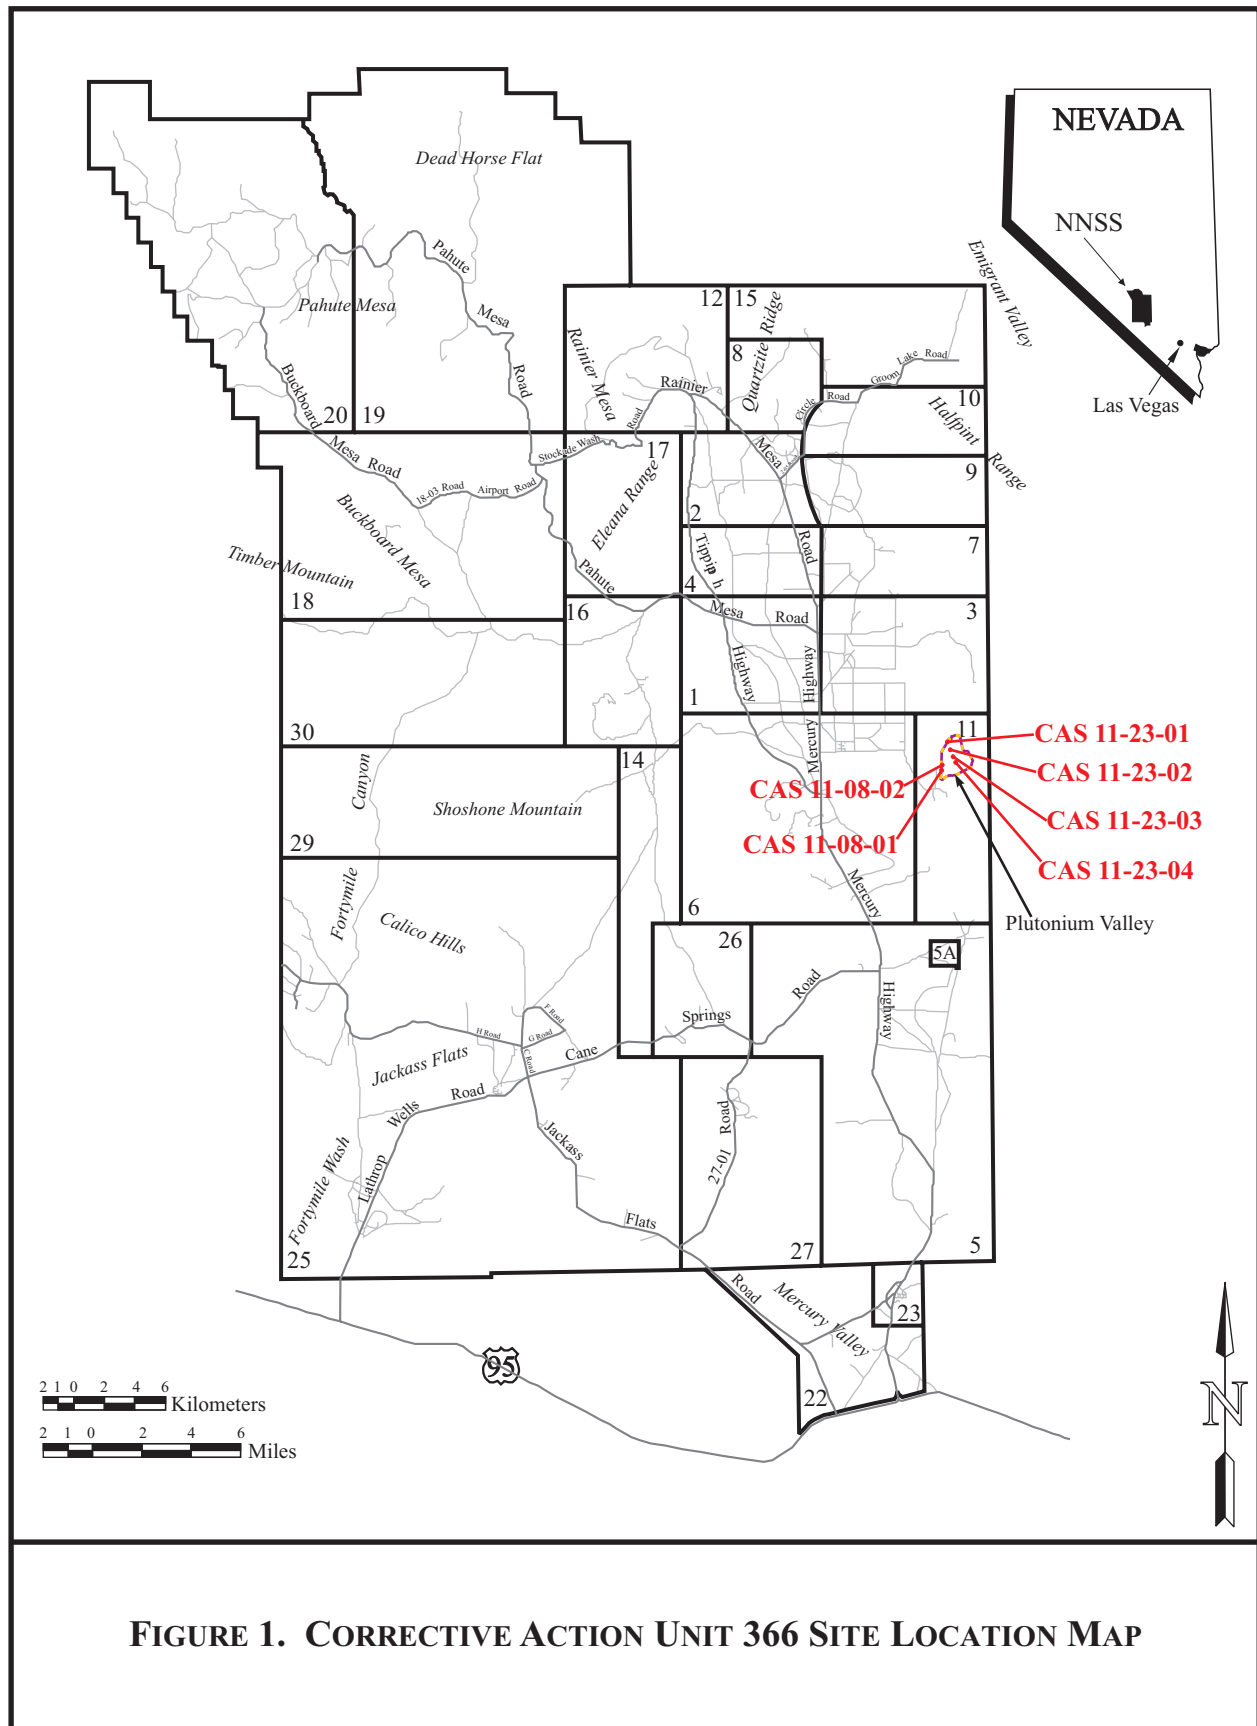 NEVADA
NNSS
Las Vegas
Dead Horse Flat
Emigrant Valley
Pahute Mesa
Pahute
Mesa
Road
12
15
Quartzite Ridge
8
Rainier Mesa
Rainier
Mesa
Road
Groom
Lake
Road
Circle
Road
10
Halfpint
Range
Buckboard
Mesa
Road
20
19
Stockade Wash
Road
17
9
18-03
Road
Airport
Road
Buckboard Mesa
Eleana Range
2
7
Timber Mountain
18
Tippip
h
Highway
4
Pahute
Mesa
Road
16
3
1
Mercury
Highway
30
11
CAS 11-23-01
CAS 11-23-02
CAS 11-08-02
CAS 11-23-03
CAS 11-08-01
CAS 11-23-04
Plutonium Valley
14
Canyon
Shoshone Mountain
29
Fortymile
Calico Hills
6
Mercury
Highway
26
5A
Road
Springs
Cane
F Road
G Road
H Road
C Road
Jackass Flats
Road
Wells
Lathrop
Jackass
Flats
Road
27-01
Road
Fortymile Wash
25
27
5
Mercury Valley
23
22
95
2 1 0 2 4 6
Kilometers
2 1 0 2 4 6
Miles
N
FIGURE 1. CORRECTIVE ACTION UNIT 366 SITE LOCATION MAP